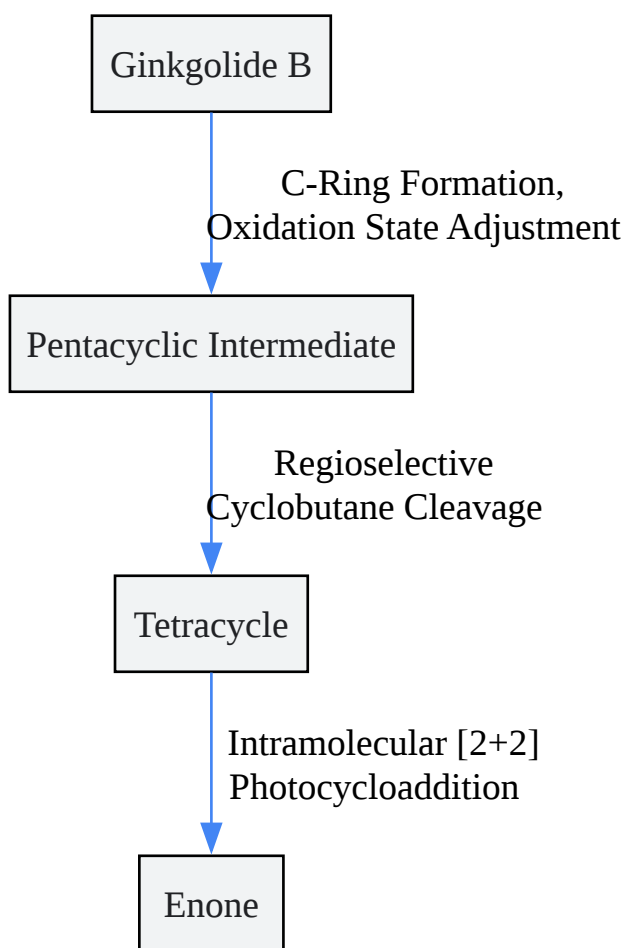 Ginkgolide B
C-Ring Formation,
Oxidation State Adjustment
Pentacyclic Intermediate
Regioselective
Cyclobutane Cleavage
Tetracycle
Intramolecular [2+2]
Photocycloaddition
Enone